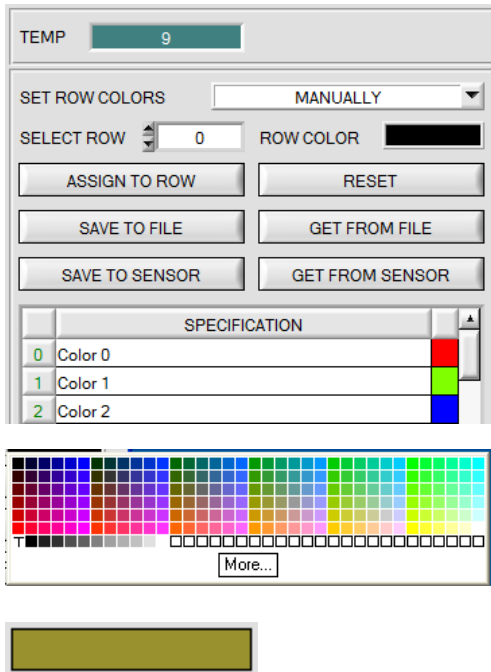 TEMP 9
SET ROW COLORS MANUALLY
SELECT ROW 0 ROW COLOR
ASSIGN TO ROW RESET
SAVE TO FILE GET FROM FILE
SAVE TO SENSOR GET FROM SENSOR
SPECIFICATION
0 Color 0
1 Color 1
2 Color 2
T
More...